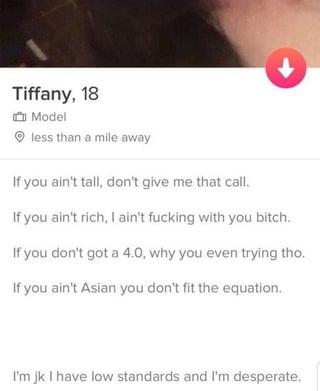 Tiffany, 18
Model
less than a mile away
If you ain't tall, don't give me that call.
If you ain't rich, I ain't fucking with you bitch.
If you don't got a 4.0, why you even trying tho.
If you ain't Asian you don't fit the equation.
I'm jk I have low standards and I'm desperate.